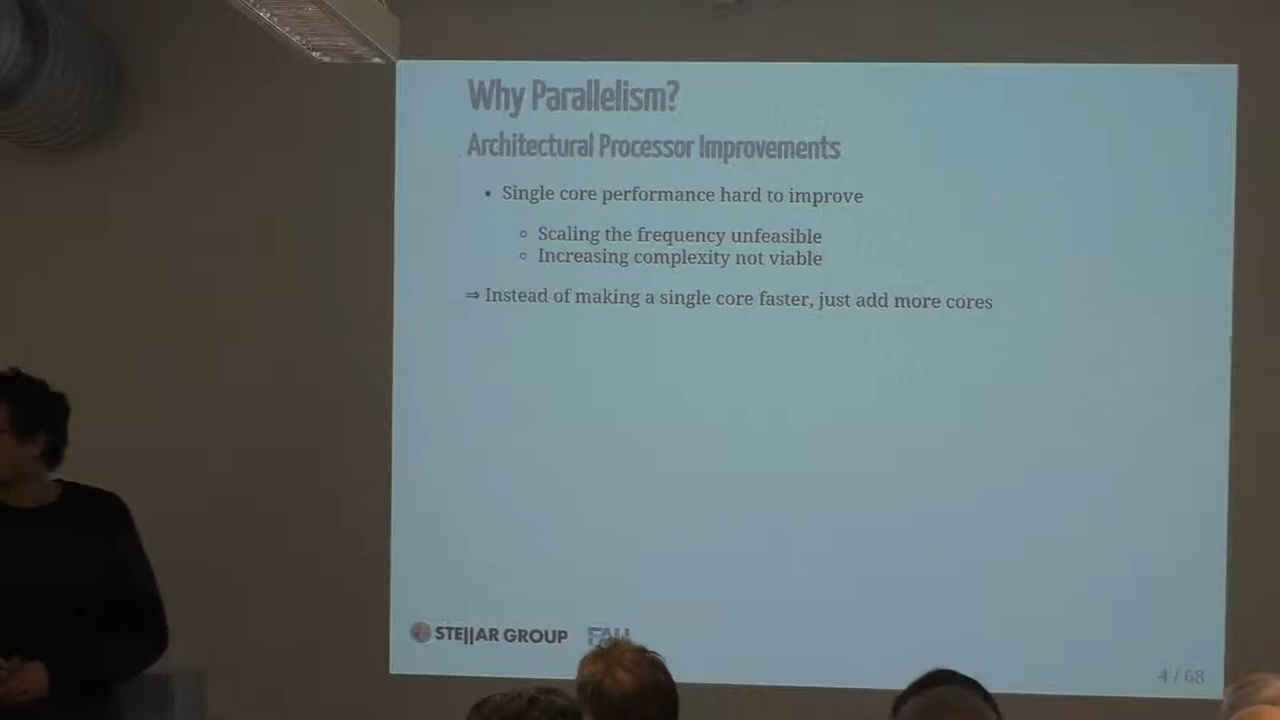 Why Parallelism?
Architectural Processor Improvements
• Single core performance hard to improve
◦ Scaling the frequency unfeasible
◦ Increasing complexity not viable
⇒ Instead of making a single core faster, just add more cores
STE||AR GROUP FAU
4 / 68